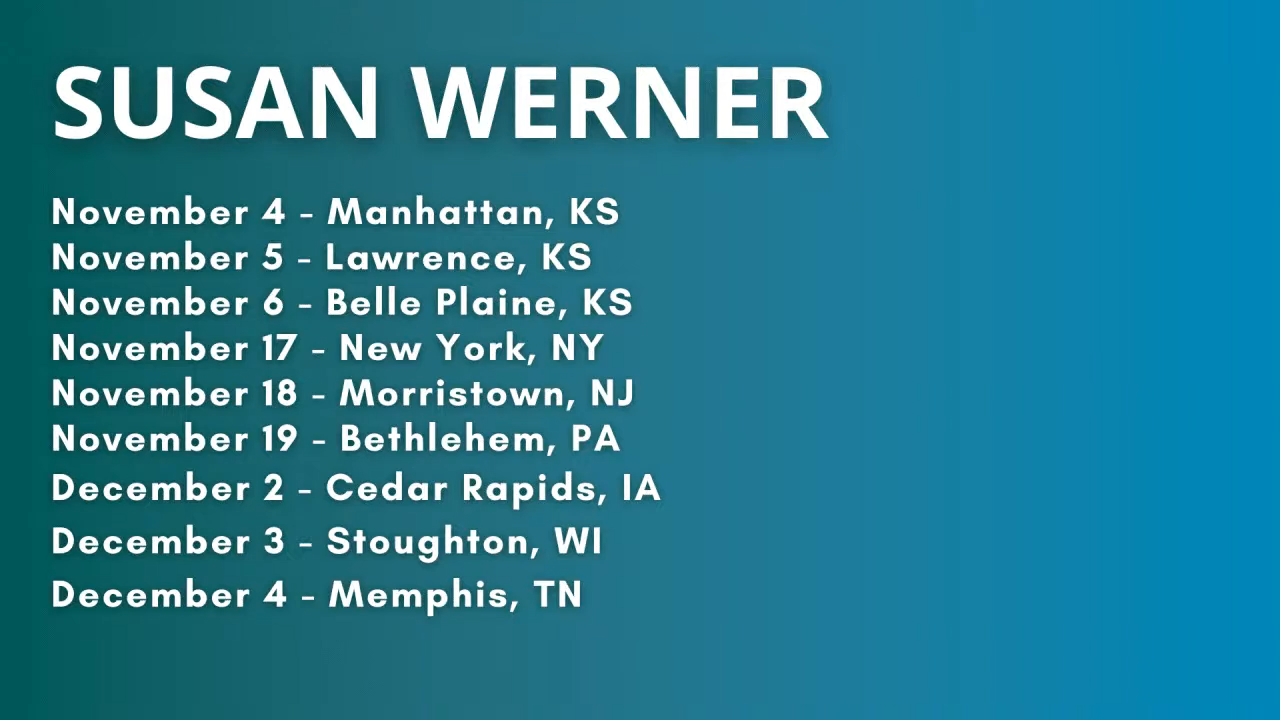 SUSAN WERNER
November 4 - Manhattan, KS
November 5 - Lawrence, KS
November 6 - Belle Plaine, KS
November 17 - New York, NY
November 18 - Morristown, NJ
November 19 - Bethlehem, PA
December 2 - Cedar Rapids, IA
December 3 - Stoughton, WI
December 4 - Memphis, TN